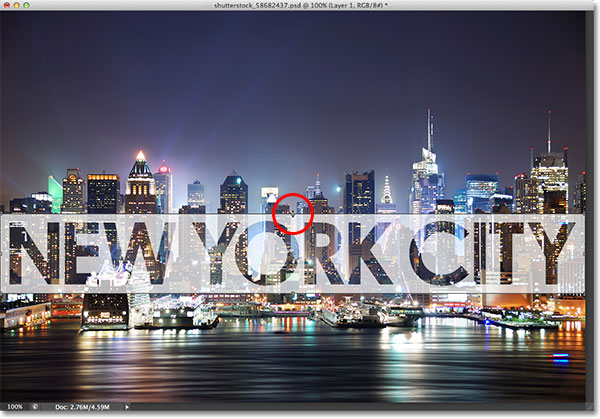 shutterstock_58682437.psd @ 100% (Layer 1, RGB/8#) *
NEW YORK CITY
100%
Doc: 2.76M/4.59M